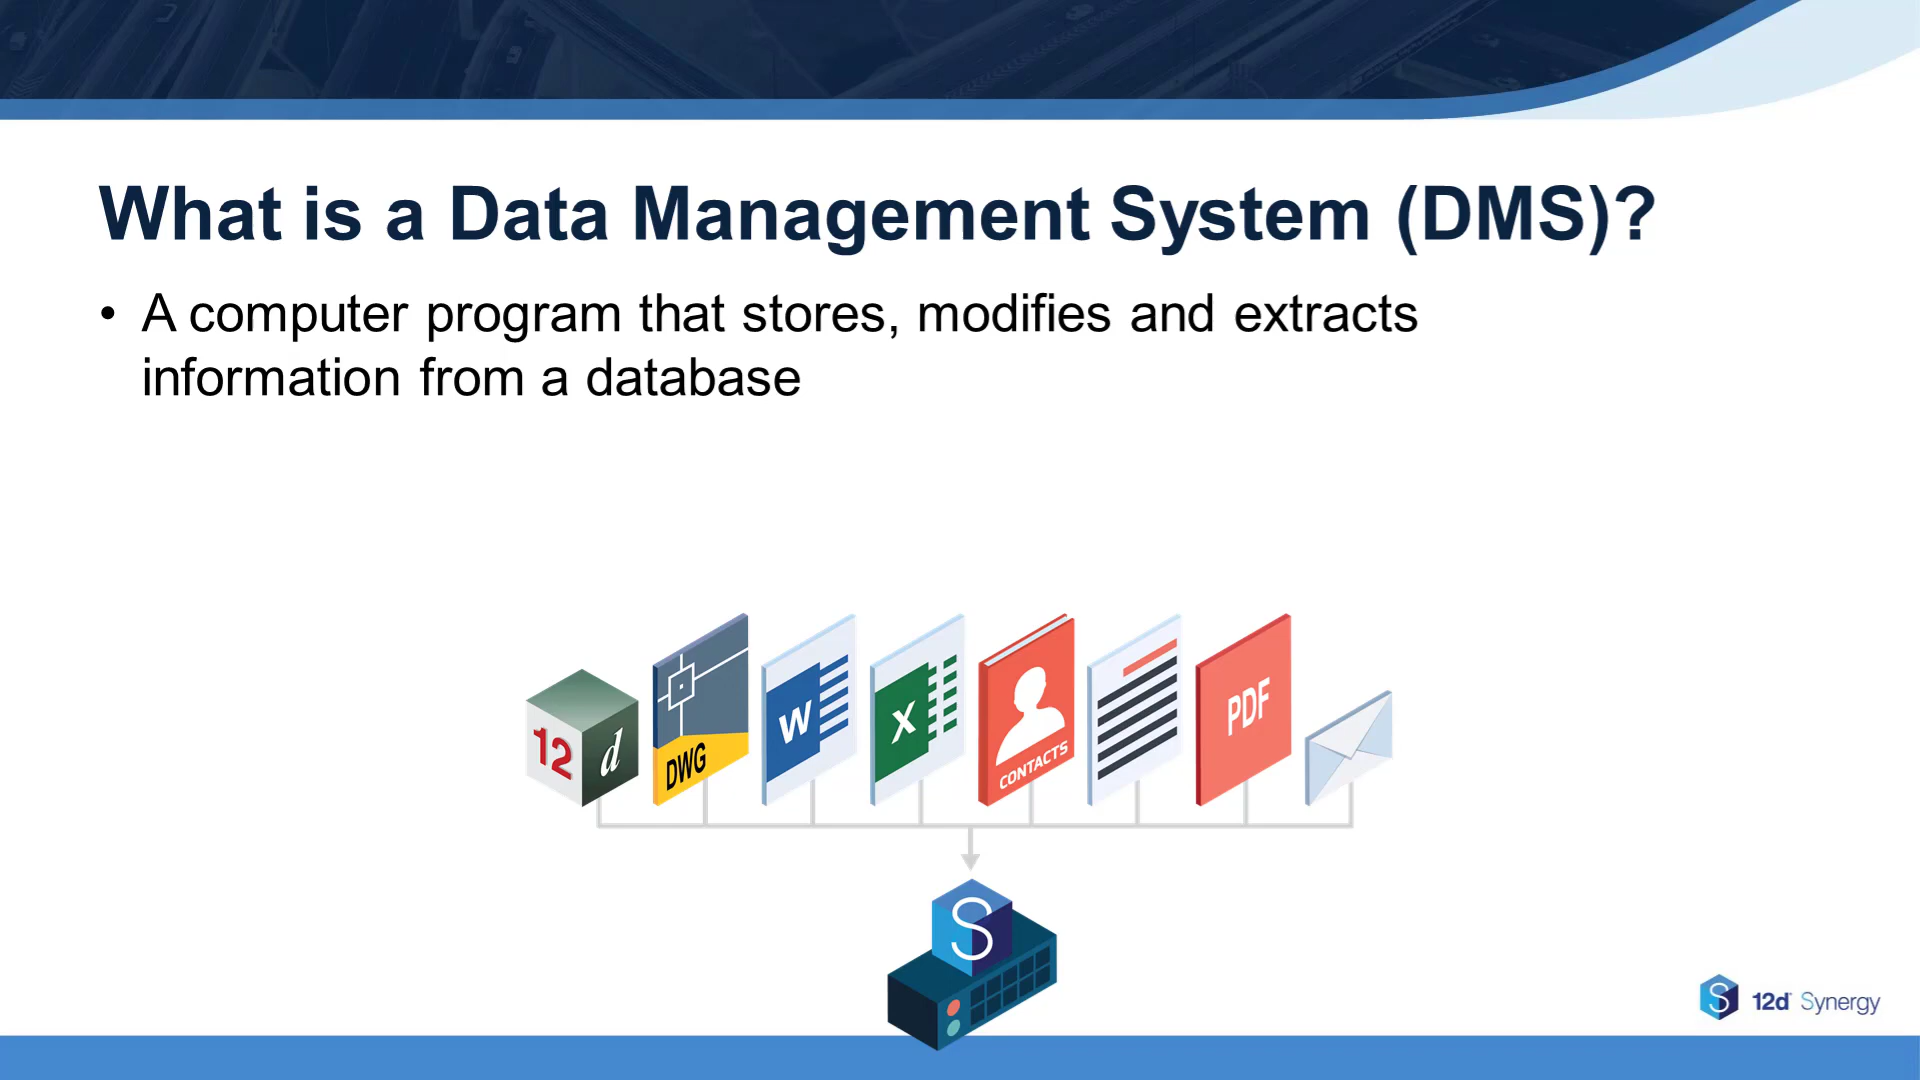 What is a Data Management System (DMS)?
• A computer program that stores, modifies and extracts
information from a database
12 d
DWG
W
X
CONTACTS
PDF
S
S 12d Synergy